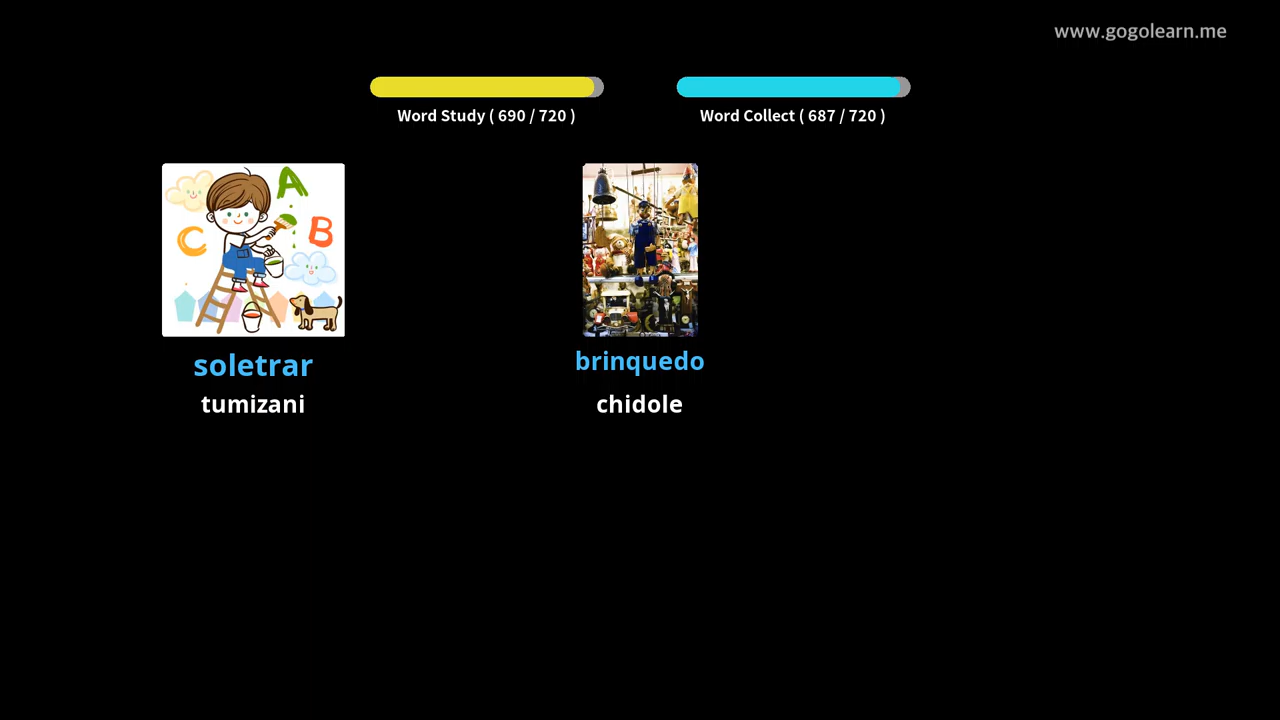 www.gogolearn.me
Word Study ( 690 / 720 )
Word Collect ( 687 / 720 )
A
B
C
soletrar
tumizani
brinquedo
chidole